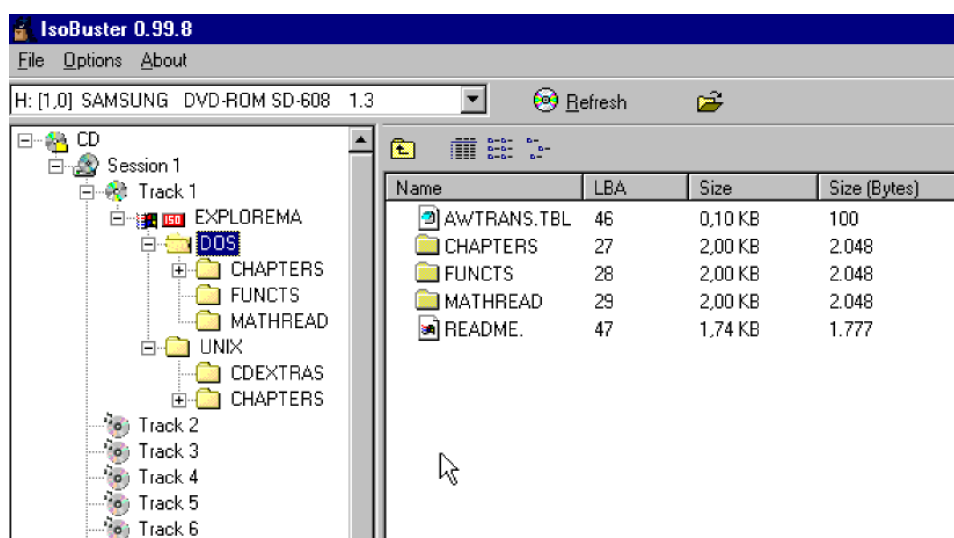 IsoBuster 0.99.8
File Options About
H: [1,0] SAMSUNG DVD-ROM SD-608 1.3
Refresh
CD
Session 1
Track 1
ISO EXPLOREMA
DOS
CHAPTERS
FUNCTS
MATHREAD
UNIX
CDEXTRAS
CHAPTERS
Track 2
Track 3
Track 4
Track 5
Track 6
Name LBA Size Size (Bytes)
AWTRANS.TBL 46 0,10 KB 100
CHAPTERS 27 2,00 KB 2.048
FUNCTS 28 2,00 KB 2.048
MATHREAD 29 2,00 KB 2.048
README. 47 1,74 KB 1.777